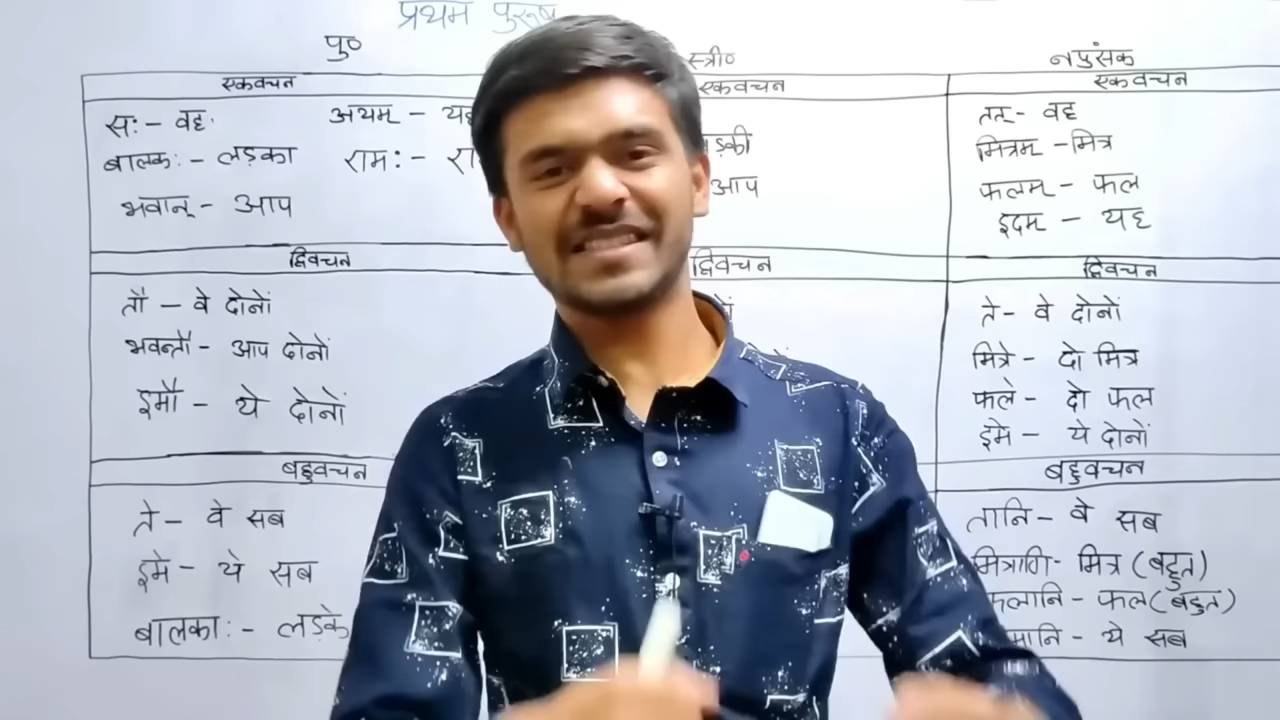 प्रथम पुरूष
पु०
स्त्री०
नपुंसक
एकवचन
एकवचन
एकवचन
सः - वह
अयम् - यह
बालकः - लड़का
रामः -
भवान् - आप
आप
तत् - वह
मित्रम् - मित्र
फलम् - फल
इदम् - यह
द्विवचन
द्विवचन
द्विवचन
तौ - वे दोनों
भवन्तौ - आप दोनों
इमौ - ये दोनों
ते - वे दोनों
मित्रे - दो मित्र
फले - दो फल
इमे - ये दोनों
बहुवचन
बहुवचन
ते - वे सब
इमे - ये सब
बालकाः - लड़के
तानि - वे सब
मित्राणि - मित्र (बहुत)
फलानि - फल (बहुत)
- ये सब